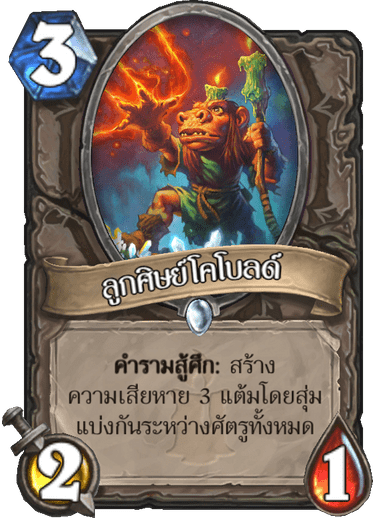 3
ลูกศิษย์โคโบลด์
คำรามสู้ศึก: สร้าง
ความเสียหาย 3 แต้มโดยสุ่ม
แบ่งกันระหว่างศัตรูทั้งหมด
2
1